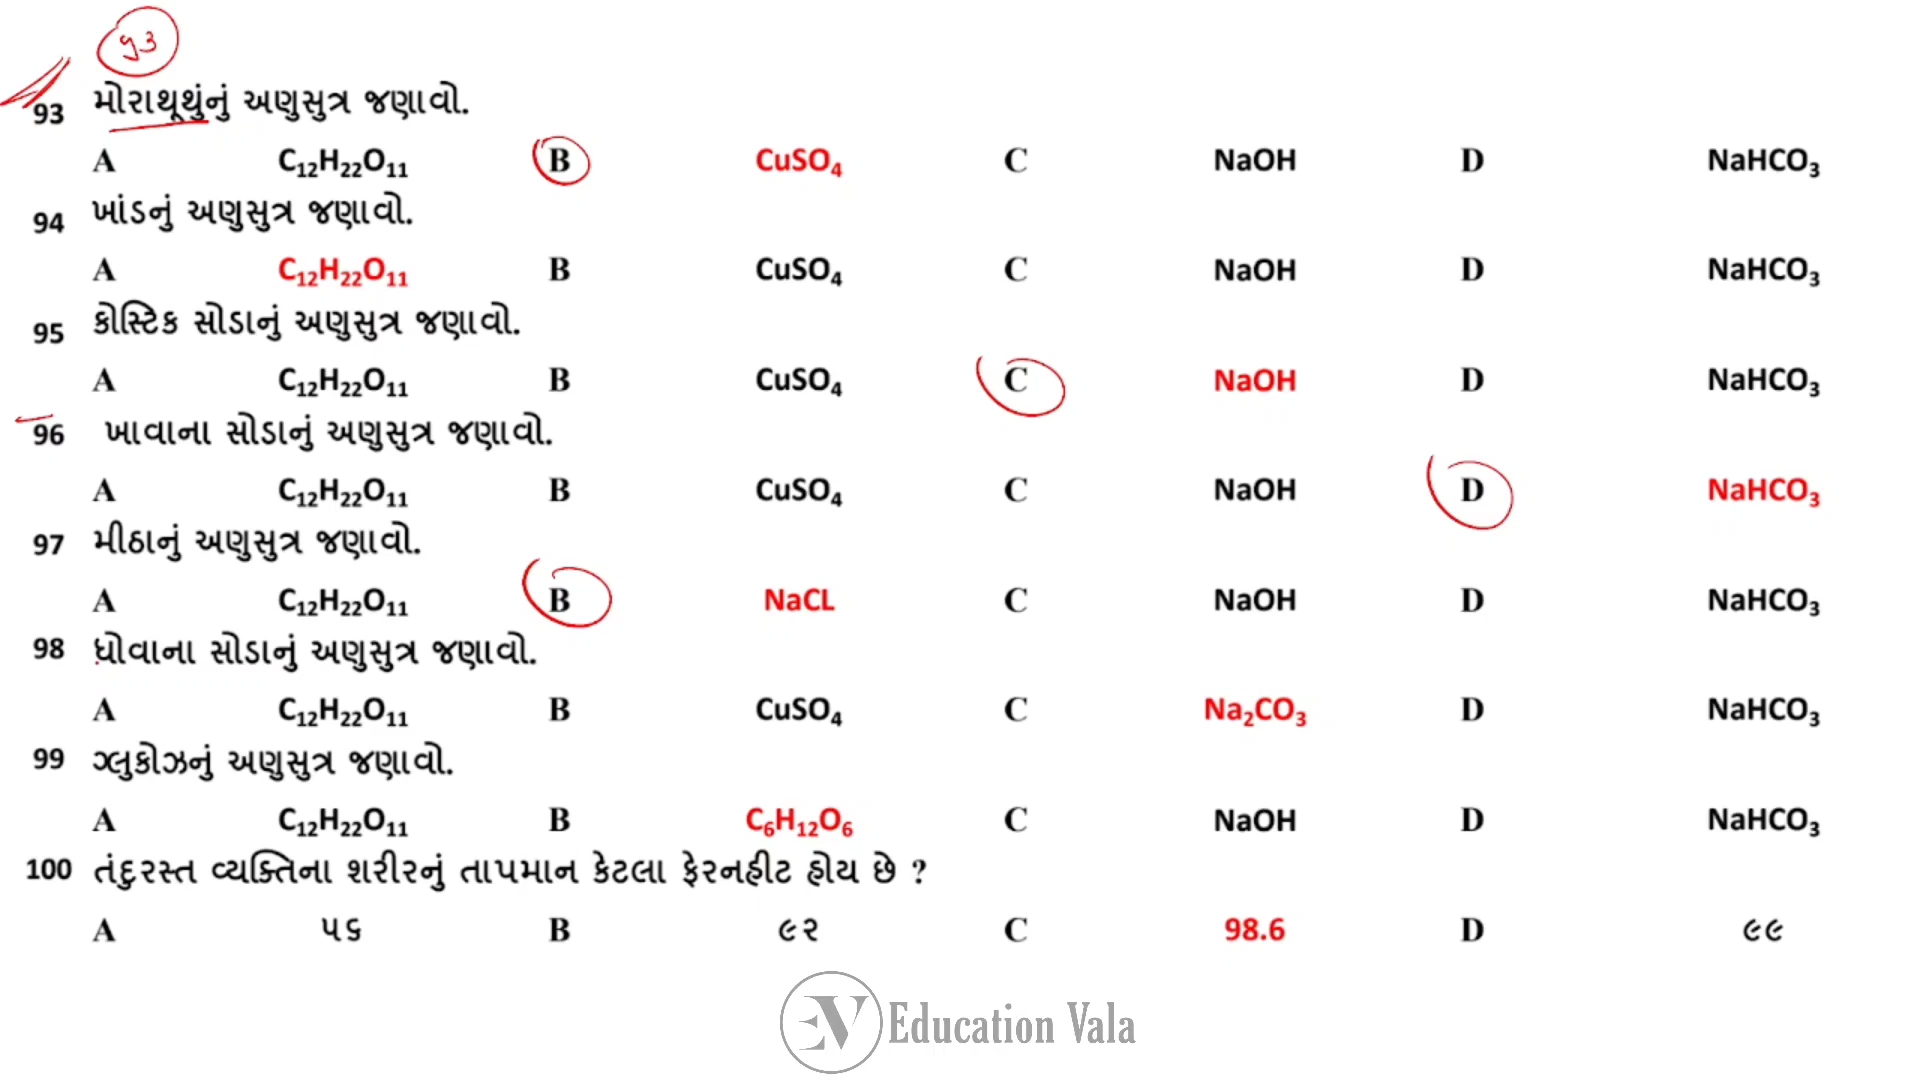 93
93 મોરાથૂથુંનું અણુસુત્ર જણાવો.
A C₁₂H₂₂O₁₁ B CuSO₄ C NaOH D NaHCO₃
94 ખાંડનું અણુસુત્ર જણાવો.
A C₁₂H₂₂O₁₁ B CuSO₄ C NaOH D NaHCO₃
95 કોસ્ટિક સોડાનું અણુસુત્ર જણાવો.
A C₁₂H₂₂O₁₁ B CuSO₄ C NaOH D NaHCO₃
96 ખાવાના સોડાનું અણુસુત્ર જણાવો.
A C₁₂H₂₂O₁₁ B CuSO₄ C NaOH D NaHCO₃
97 મીઠાનું અણુસુત્ર જણાવો.
A C₁₂H₂₂O₁₁ B NaCL C NaOH D NaHCO₃
98 ધોવાના સોડાનું અણુસુત્ર જણાવો.
A C₁₂H₂₂O₁₁ B CuSO₄ C Na₂CO₃ D NaHCO₃
99 ગ્લુકોઝનું અણુસુત્ર જણાવો.
A C₁₂H₂₂O₁₁ B C₆H₁₂O₆ C NaOH D NaHCO₃
100 તંદુરસ્ત વ્યક્તિના શરીરનું તાપમાન કેટલા ફેરનહીટ હોય છે ?
A ૫૬ B ૯૨ C 98.6 D ૯૯
EV Education Vala